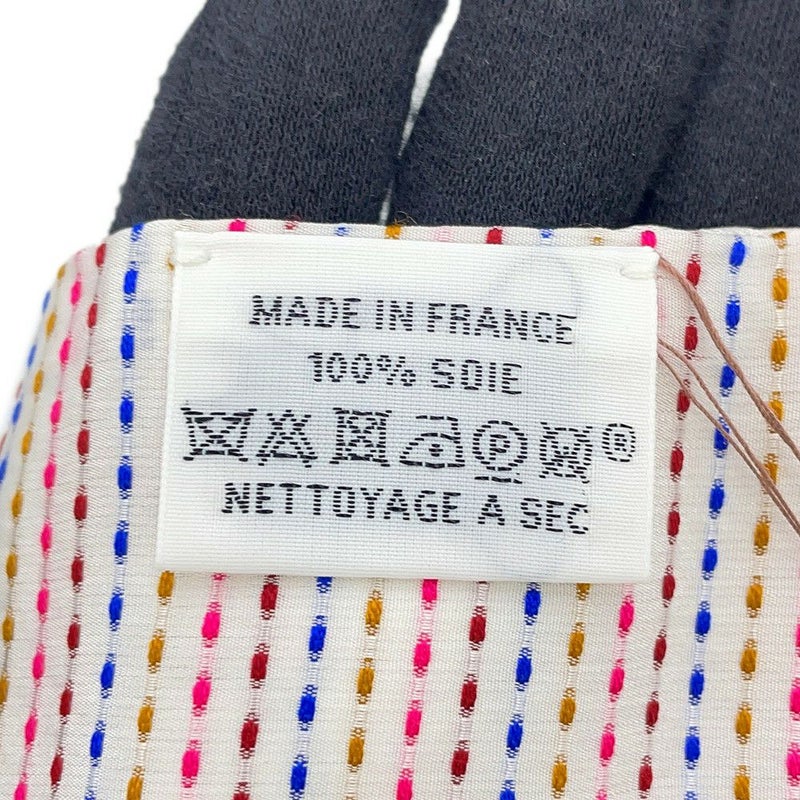 MADE IN FRANCE
100% SOIE
P ®
NETTOYAGE A SEC